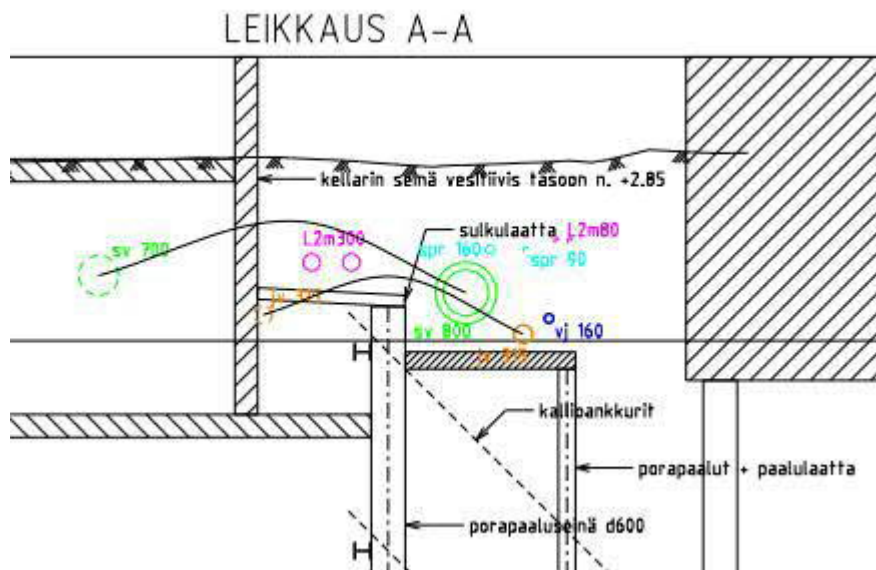 LEIKKAUS A-A
kellarin seinä vesitiivis tasoon n. +2.85
sulkulaatta
L2m80
L2m300
sv 700
spr 160
spr 90
sv 800
vj 160
kallioankkurit
porapaalut + paalulaatta
porapaaluseinä d600